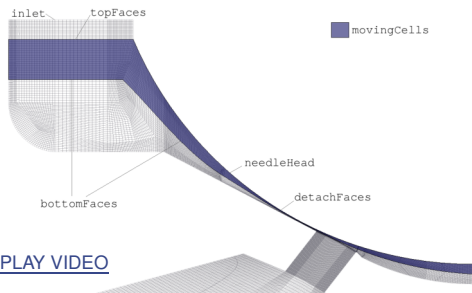 inlet
topFaces
movingCells
needleHead
detachFaces
bottomFaces
PLAY VIDEO